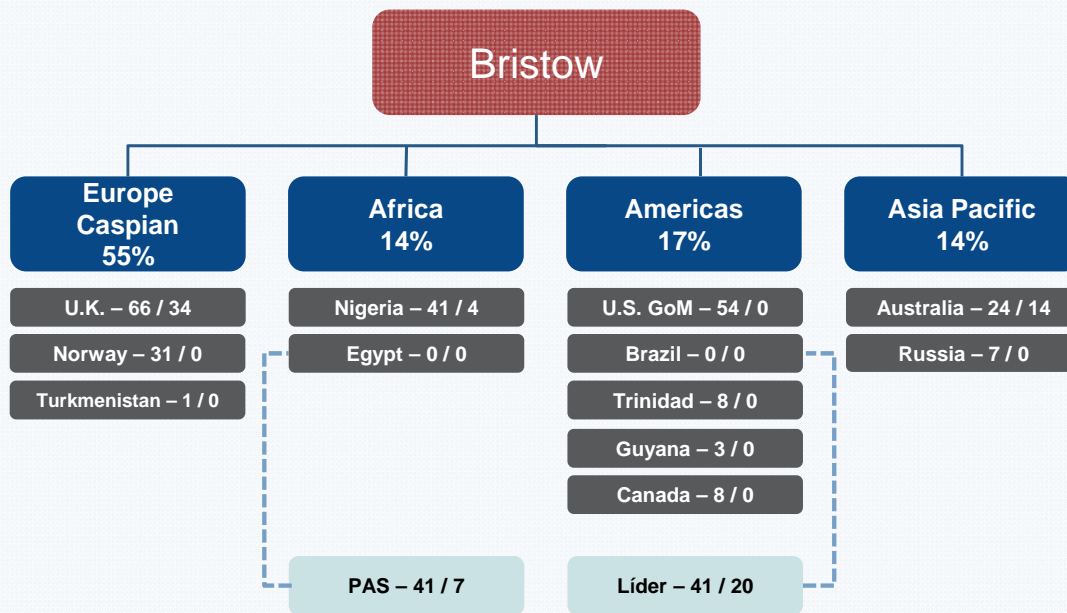 Bristow
Europe
Caspian
55%
U.K. – 66 / 34
Norway – 31 / 0
Turkmenistan – 1 / 0
Africa
14%
Nigeria – 41 / 4
Egypt – 0 / 0
PAS – 41 / 7
Americas
17%
U.S. GoM – 54 / 0
Brazil – 0 / 0
Trinidad – 8 / 0
Guyana – 3 / 0
Canada – 8 / 0
Líder – 41 / 20
Asia Pacific
14%
Australia – 24 / 14
Russia – 7 / 0